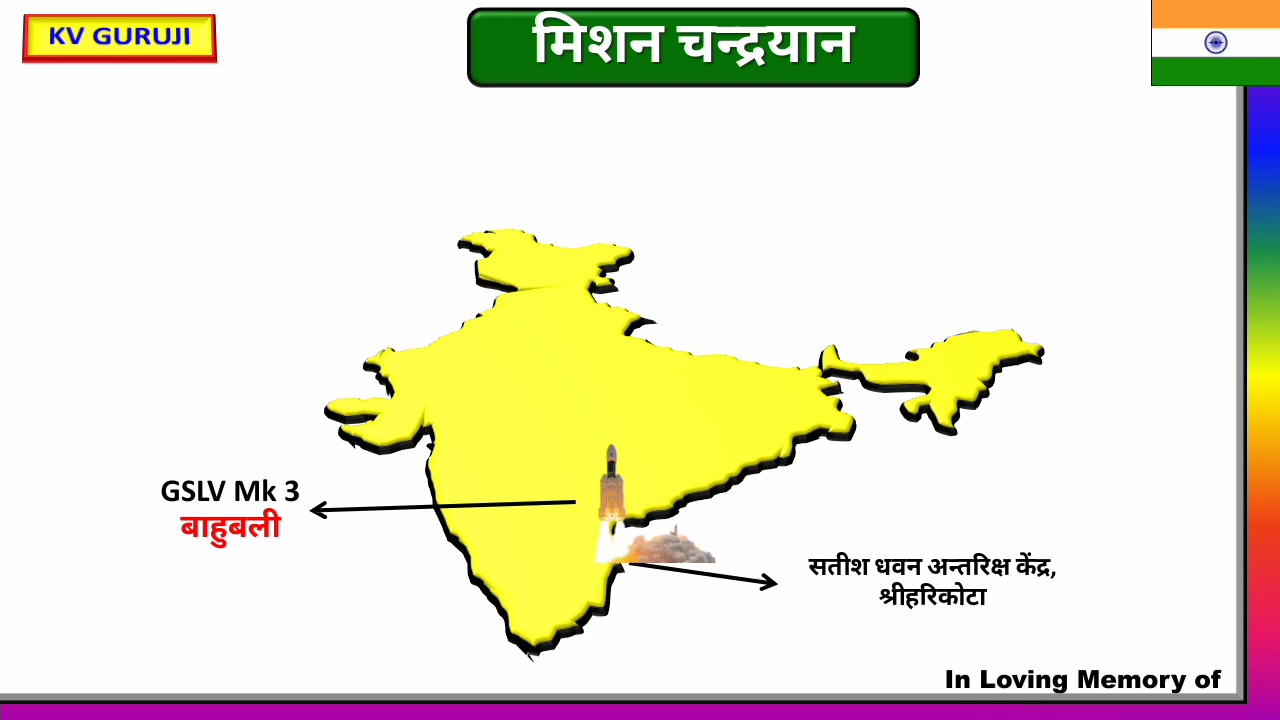 KV GURUJI
मिशन चन्द्रयान
GSLV Mk 3
बाहुबली
सतीश धवन अन्तरिक्ष केंद्र,
श्रीहरिकोटा
In Loving Memory of